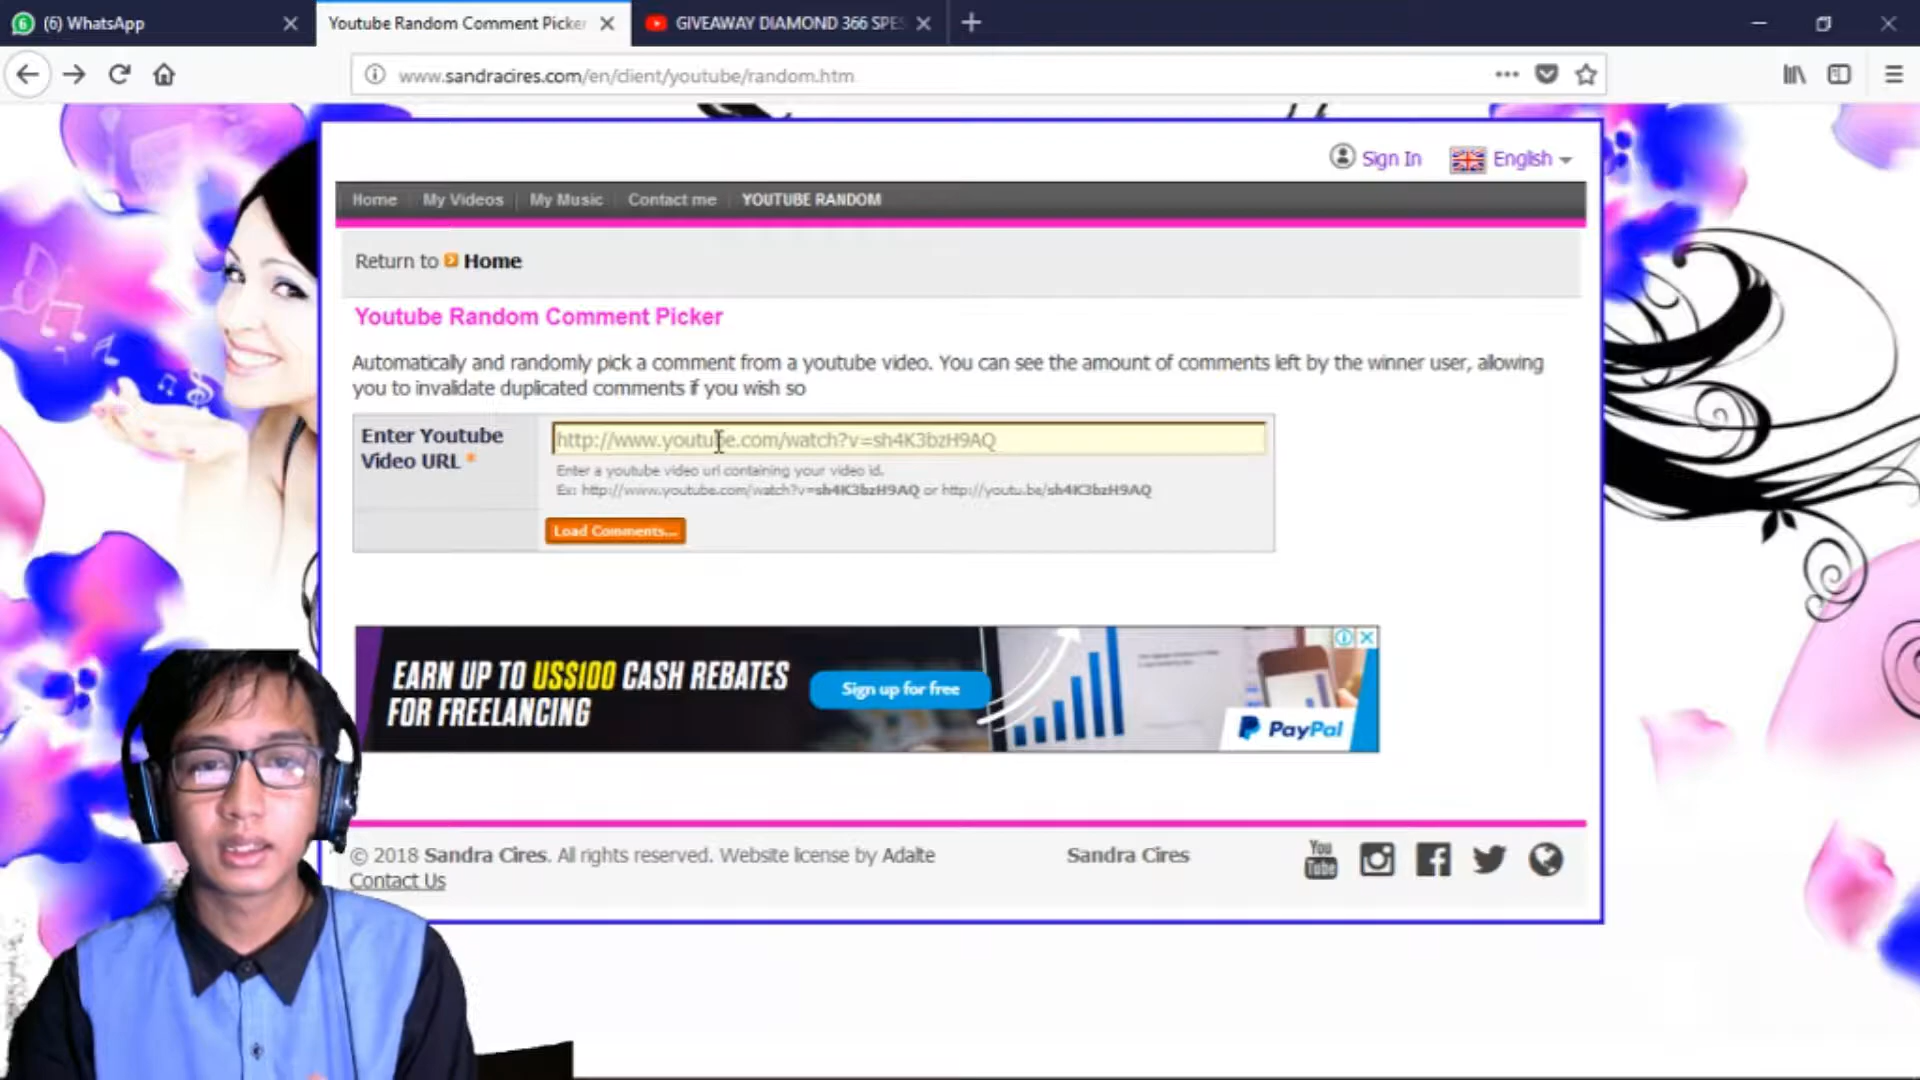 (6) WhatsApp
Youtube Random Comment Picker
GIVEAWAY DIAMOND 366 SPES
www.sandracires.com/en/client/youtube/random.htm
Sign In
English
Home
My Videos
My Music
Contact me
YOUTUBE RANDOM
Return to Home
Youtube Random Comment Picker
Automatically and randomly pick a comment from a youtube video. You can see the amount of comments left by the winner user, allowing
you to invalidate duplicated comments if you wish so
Enter Youtube
Video URL *
http://www.youtube.com/watch?v=sh4K3bzH9AQ
Enter a youtube video url containing your video id.
Ex: http://www.youtube.com/watch?v=sh4K3bzH9AQ or http://youtu.be/sh4K3bzH9AQ
Load Comments...
EARN UP TO US$100 CASH REBATES
FOR FREELANCING
Sign up for free
PayPal
© 2018 Sandra Cires. All rights reserved. Website license by Adalte
Contact Us
Sandra Cires
You
Tube